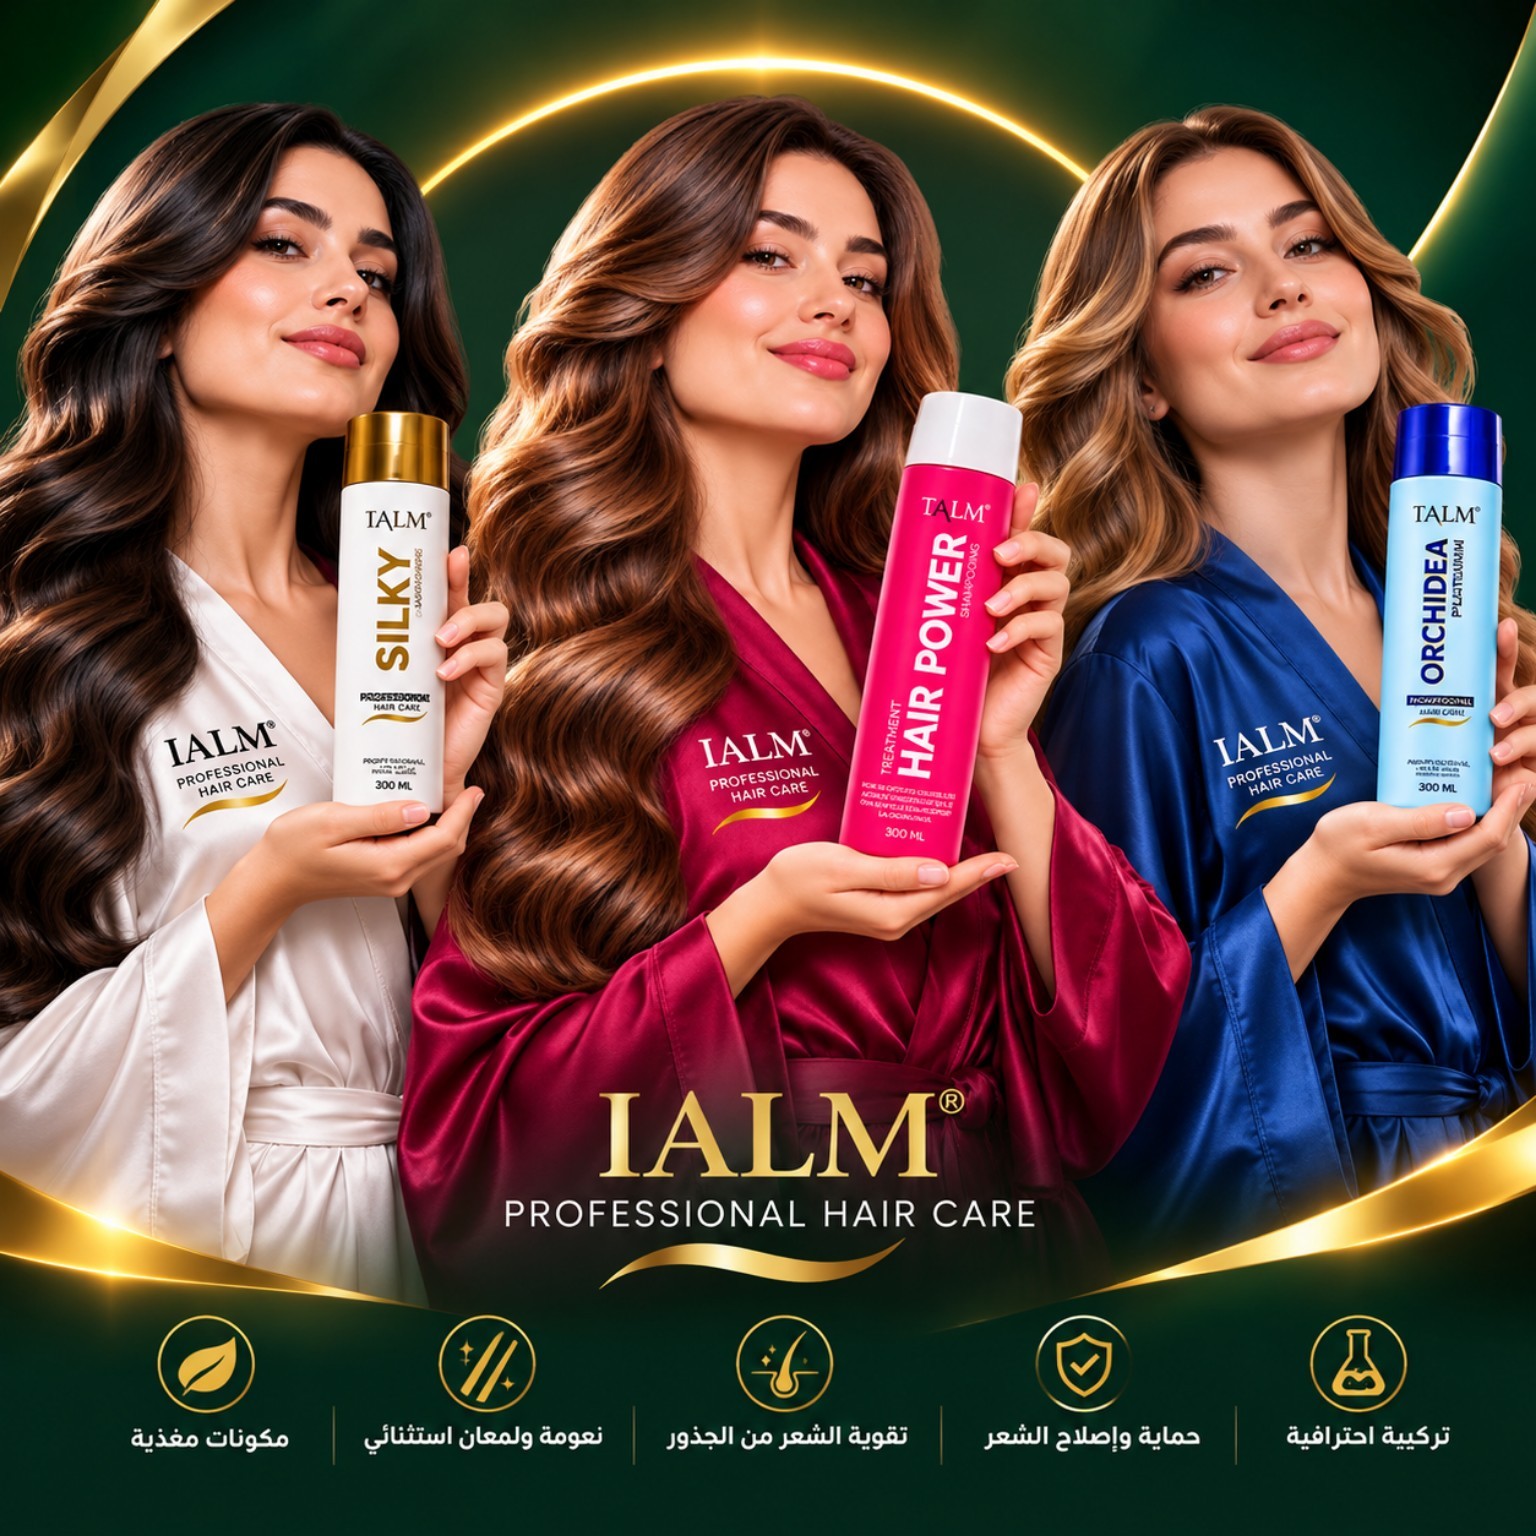 TALM®
SILKY
HAIR CARE
300 ML
IALM®
PROFESSIONAL
HAIR CARE
TALM®
HAIR POWER
SHAMPOOING
TREATMENT
300 ML
IALM®
PROFESSIONAL
HAIR CARE
TALM®
ORCHIDEA
PLATINUM
300 ML
IALM®
PROFESSIONAL
HAIR CARE
IALM®
PROFESSIONAL HAIR CARE
تركيبة احترافية
حماية وإصلاح الشعر
تقوية الشعر من الجذور
نعومة ولمعان استثنائي
مكونات مغذية